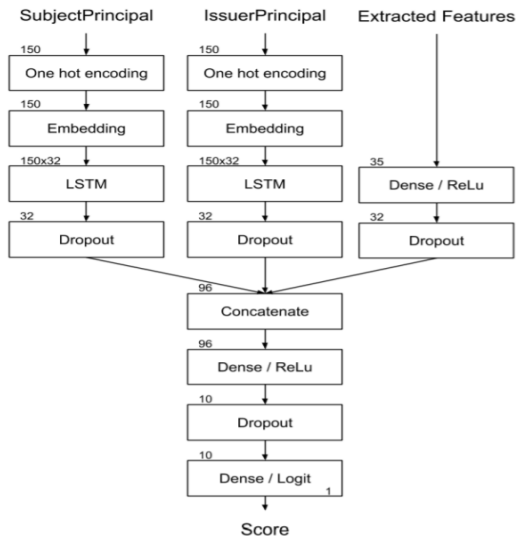 SubjectPrincipal IssuerPrincipal Extracted Features
150 150
One hot encoding One hot encoding
150 150
Embedding Embedding
150x32 150x32 35
LSTM LSTM Dense / ReLu
32 32 32
Dropout Dropout Dropout
96
Concatenate
96
Dense / ReLu
10
Dropout
10
Dense / Logit
1
Score